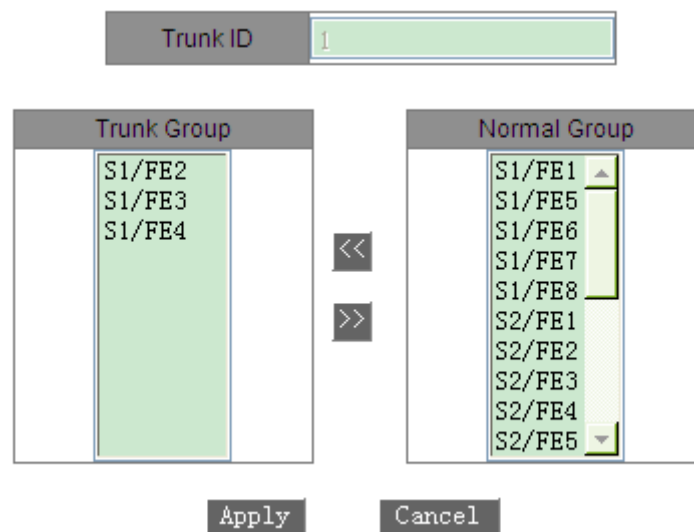 Trunk ID 1
Trunk Group
S1/FE2
S1/FE3
S1/FE4
<<
>>
Normal Group
S1/FE1
S1/FE5
S1/FE6
S1/FE7
S1/FE8
S2/FE1
S2/FE2
S2/FE3
S2/FE4
S2/FE5
Apply Cancel